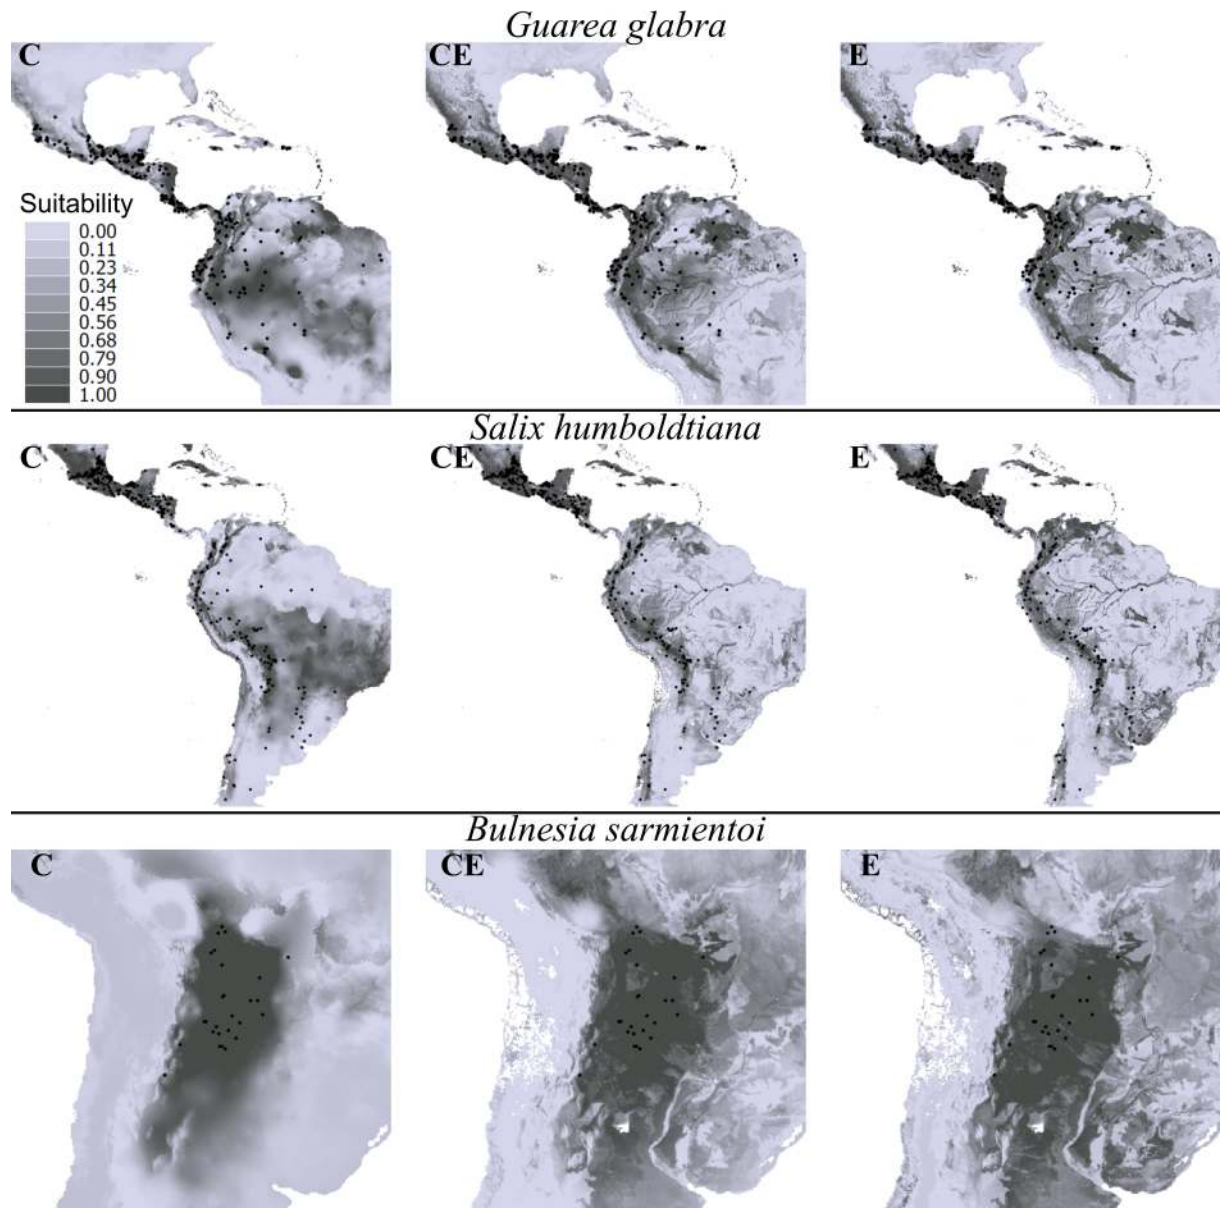 Guarea glabra
C
CE
E
Suitability
0.00
0.11
0.23
0.34
0.45
0.56
0.68
0.79
0.90
1.00
Salix humboldtiana
C
CE
E
Bulnesia sarmientoi
C
CE
E